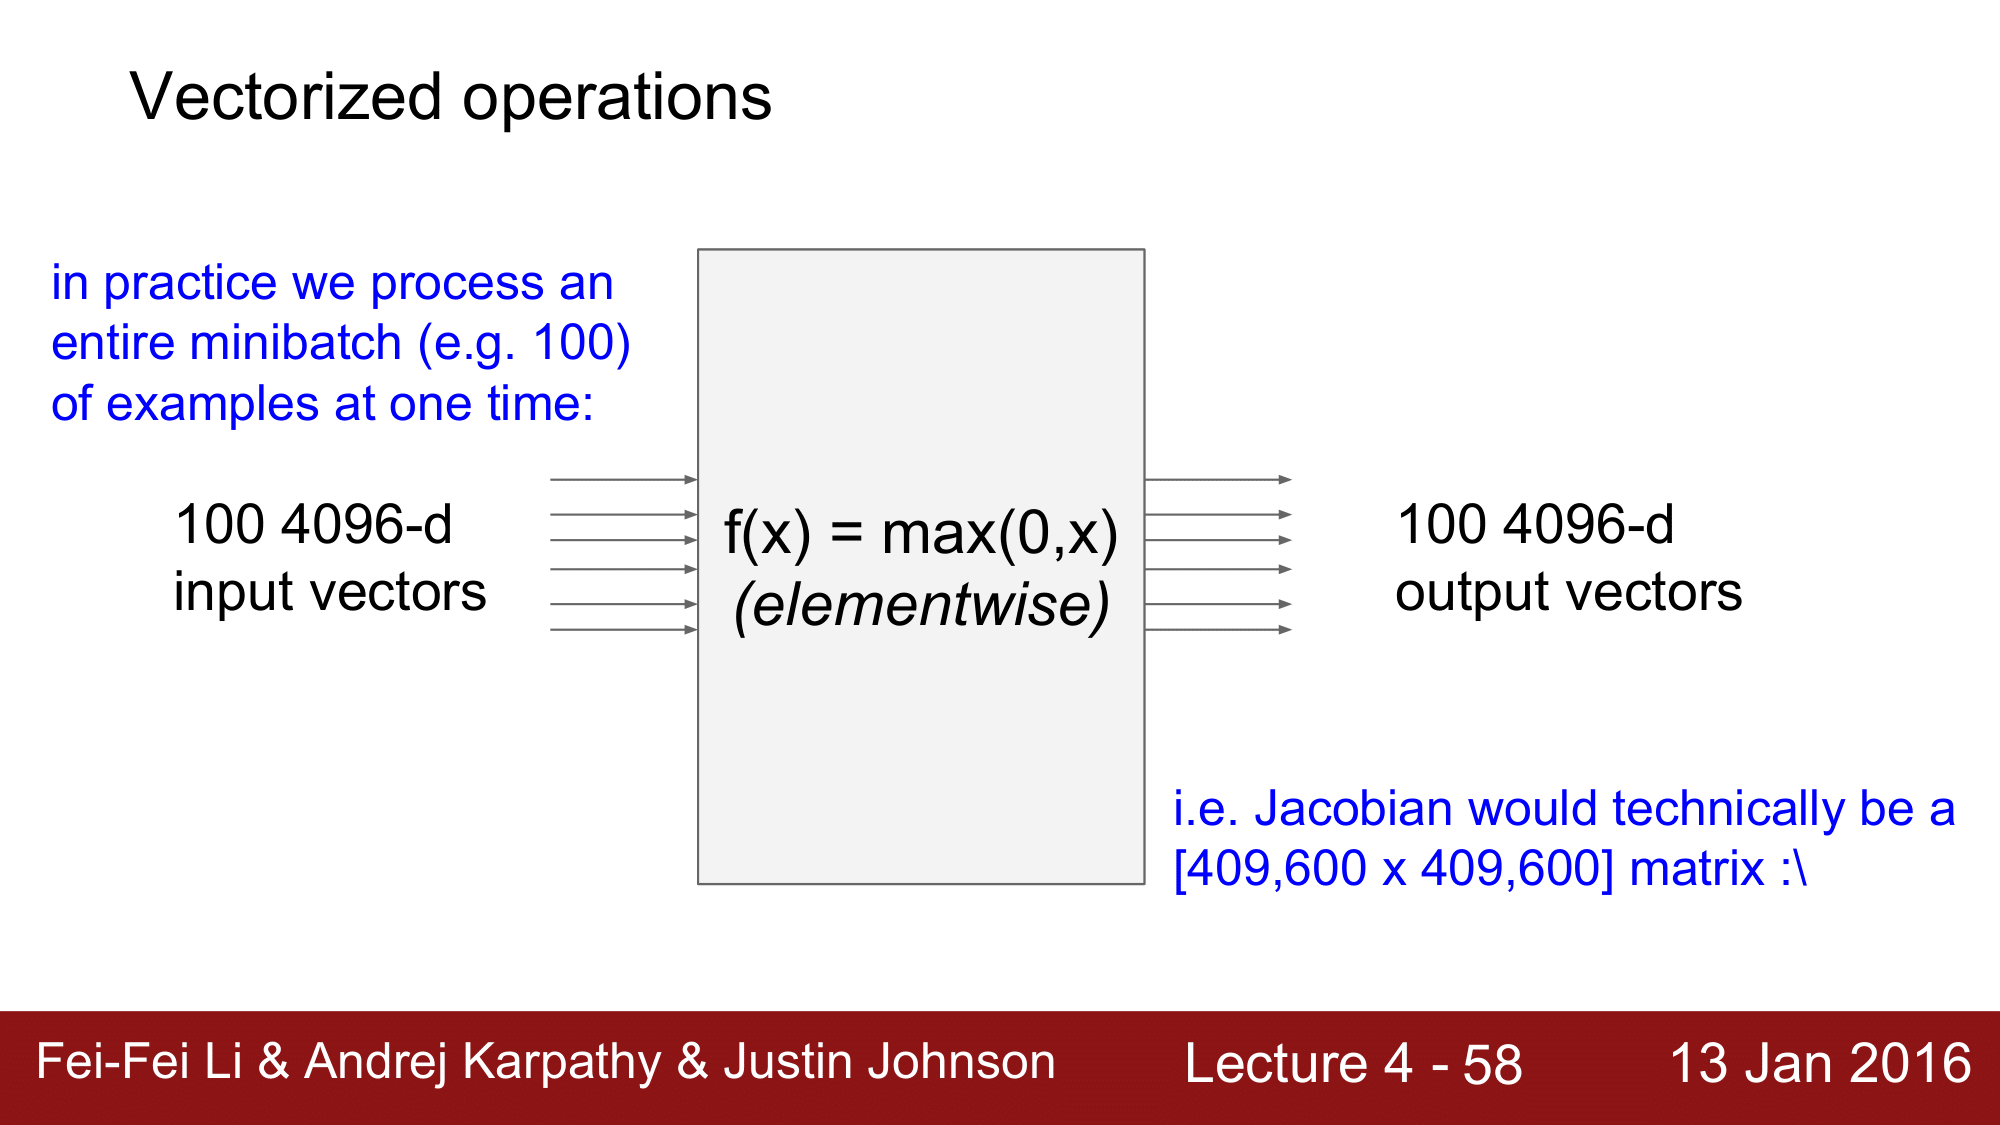 Vectorized operations
in practice we process an
entire minibatch (e.g. 100)
of examples at one time:
100 4096-d
input vectors
f(x) = max(0,x)
(elementwise)
100 4096-d
output vectors
i.e. Jacobian would technically be a
[409,600 x 409,600] matrix :\
Fei-Fei Li & Andrej Karpathy & Justin Johnson
Lecture 4 - 58
13 Jan 2016